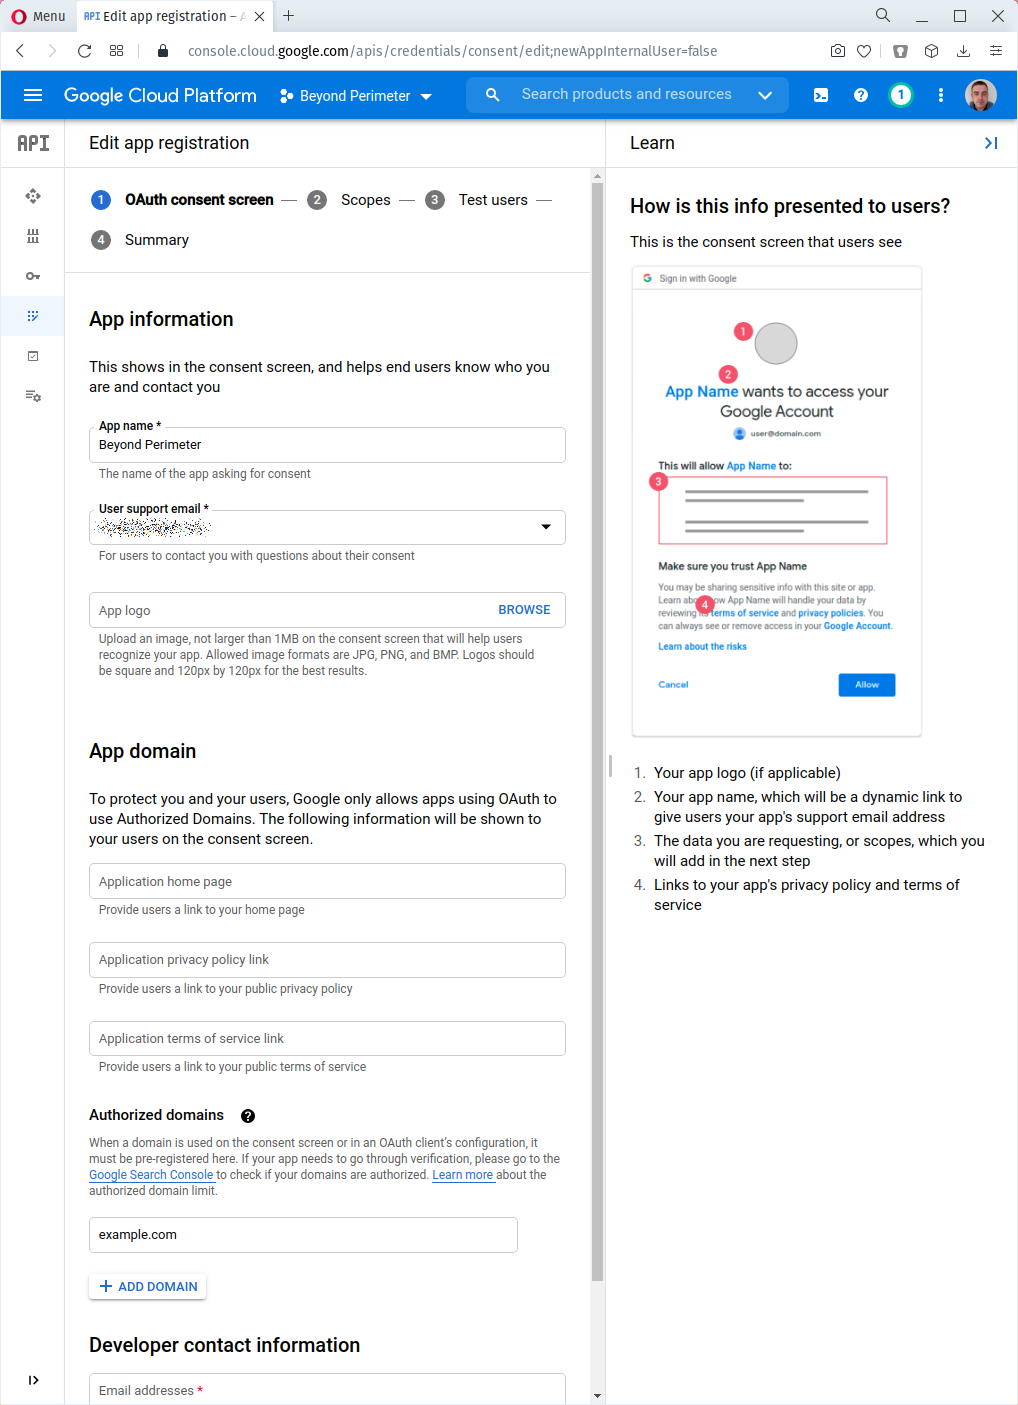 Menu
API Edit app registration – A
console.cloud.google.com/apis/credentials/consent/edit;newAppInternalUser=false
Google Cloud Platform
Beyond Perimeter
Search products and resources
1
API
Edit app registration
Learn
1 OAuth consent screen — 2 Scopes — 3 Test users —
4 Summary
App information
This shows in the consent screen, and helps end users know who you
are and contact you
App name *
Beyond Perimeter
The name of the app asking for consent
User support email *
For users to contact you with questions about their consent
App logo
BROWSE
Upload an image, not larger than 1MB on the consent screen that will help users
recognize your app. Allowed image formats are JPG, PNG, and BMP. Logos should
be square and 120px by 120px for the best results.
App domain
To protect you and your users, Google only allows apps using OAuth to
use Authorized Domains. The following information will be shown to
your users on the consent screen.
Application home page
Provide users a link to your home page
Application privacy policy link
Provide users a link to your public privacy policy
Application terms of service link
Provide users a link to your public terms of service
Authorized domains ?
When a domain is used on the consent screen or in an OAuth client's configuration, it
must be pre-registered here. If your app needs to go through verification, please go to the
Google Search Console to check if your domains are authorized. Learn more about the
authorized domain limit.
example.com
+ ADD DOMAIN
Developer contact information
Email addresses *
How is this info presented to users?
This is the consent screen that users see
G Sign in with Google
1
2
App Name wants to access your
Google Account
user@domain.com
This will allow App Name to:
3
Make sure you trust App Name
You may be sharing sensitive info with this site or app.
Learn about how App Name will handle your data by
4
reviewing its terms of service and privacy policies. You
can always see or remove access in your Google Account.
Learn about the risks
Cancel
Allow
1. Your app logo (if applicable)
2. Your app name, which will be a dynamic link to
give users your app's support email address
3. The data you are requesting, or scopes, which you
will add in the next step
4. Links to your app's privacy policy and terms of
service